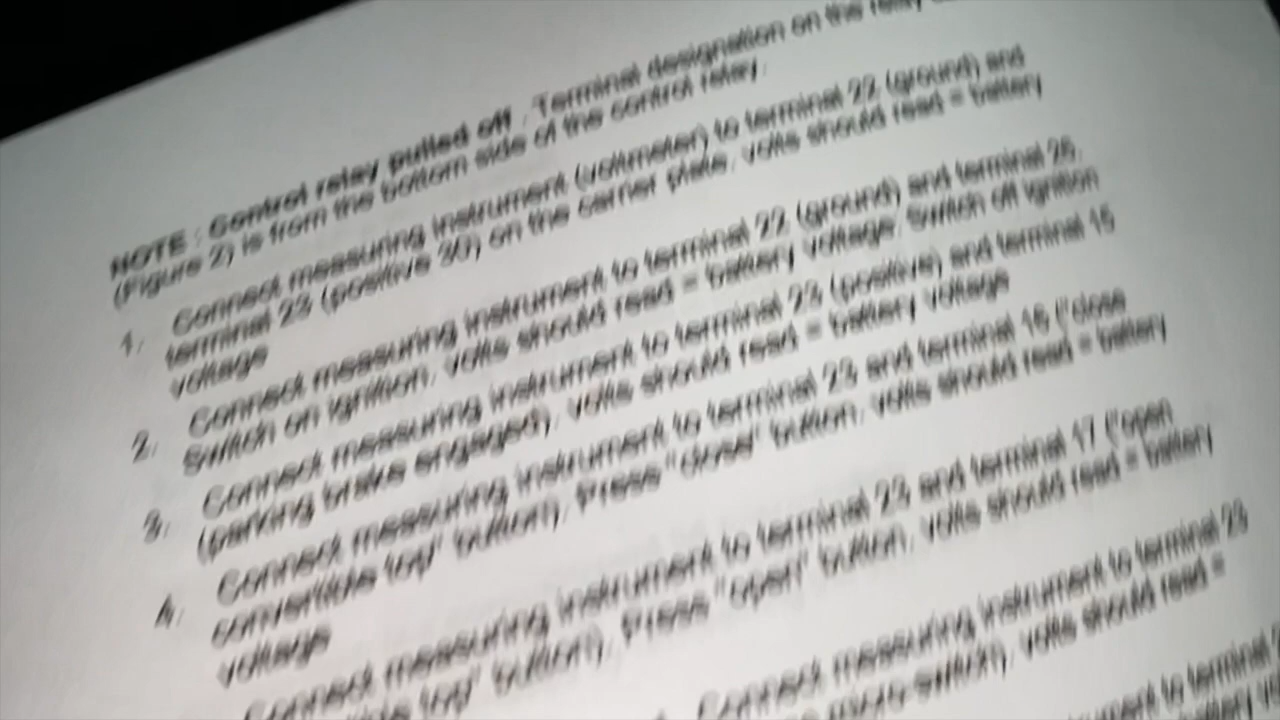 NOTE : Control relay pulled off . Terminal designation on the relay
(Figure 2) is from the bottom side of the control relay.
1. Connect measuring instrument (voltmeter) to terminal 22 (ground) and
terminal 23 (positive 30) on the carrier plate. Volts should read = battery
voltage
2. Connect measuring instrument to terminal 22 (ground) and terminal 26.
Switch on ignition. Volts should read = battery voltage. Switch off ignition
3. Connect measuring instrument to terminal 23 (positive) and terminal 15
(parking brake engaged). Volts should read = battery voltage
4. Connect measuring instrument to terminal 23 and terminal 16 ("close
convertible top" button). Press "close" button. Volts should read = battery
voltage
Connect measuring instrument to terminal 23 and terminal 17 ("open
top" button). Press "open" button. Volts should read = battery
Connect measuring instrument to terminal 23
micro-switch). Volts should read =
to terminal
battery